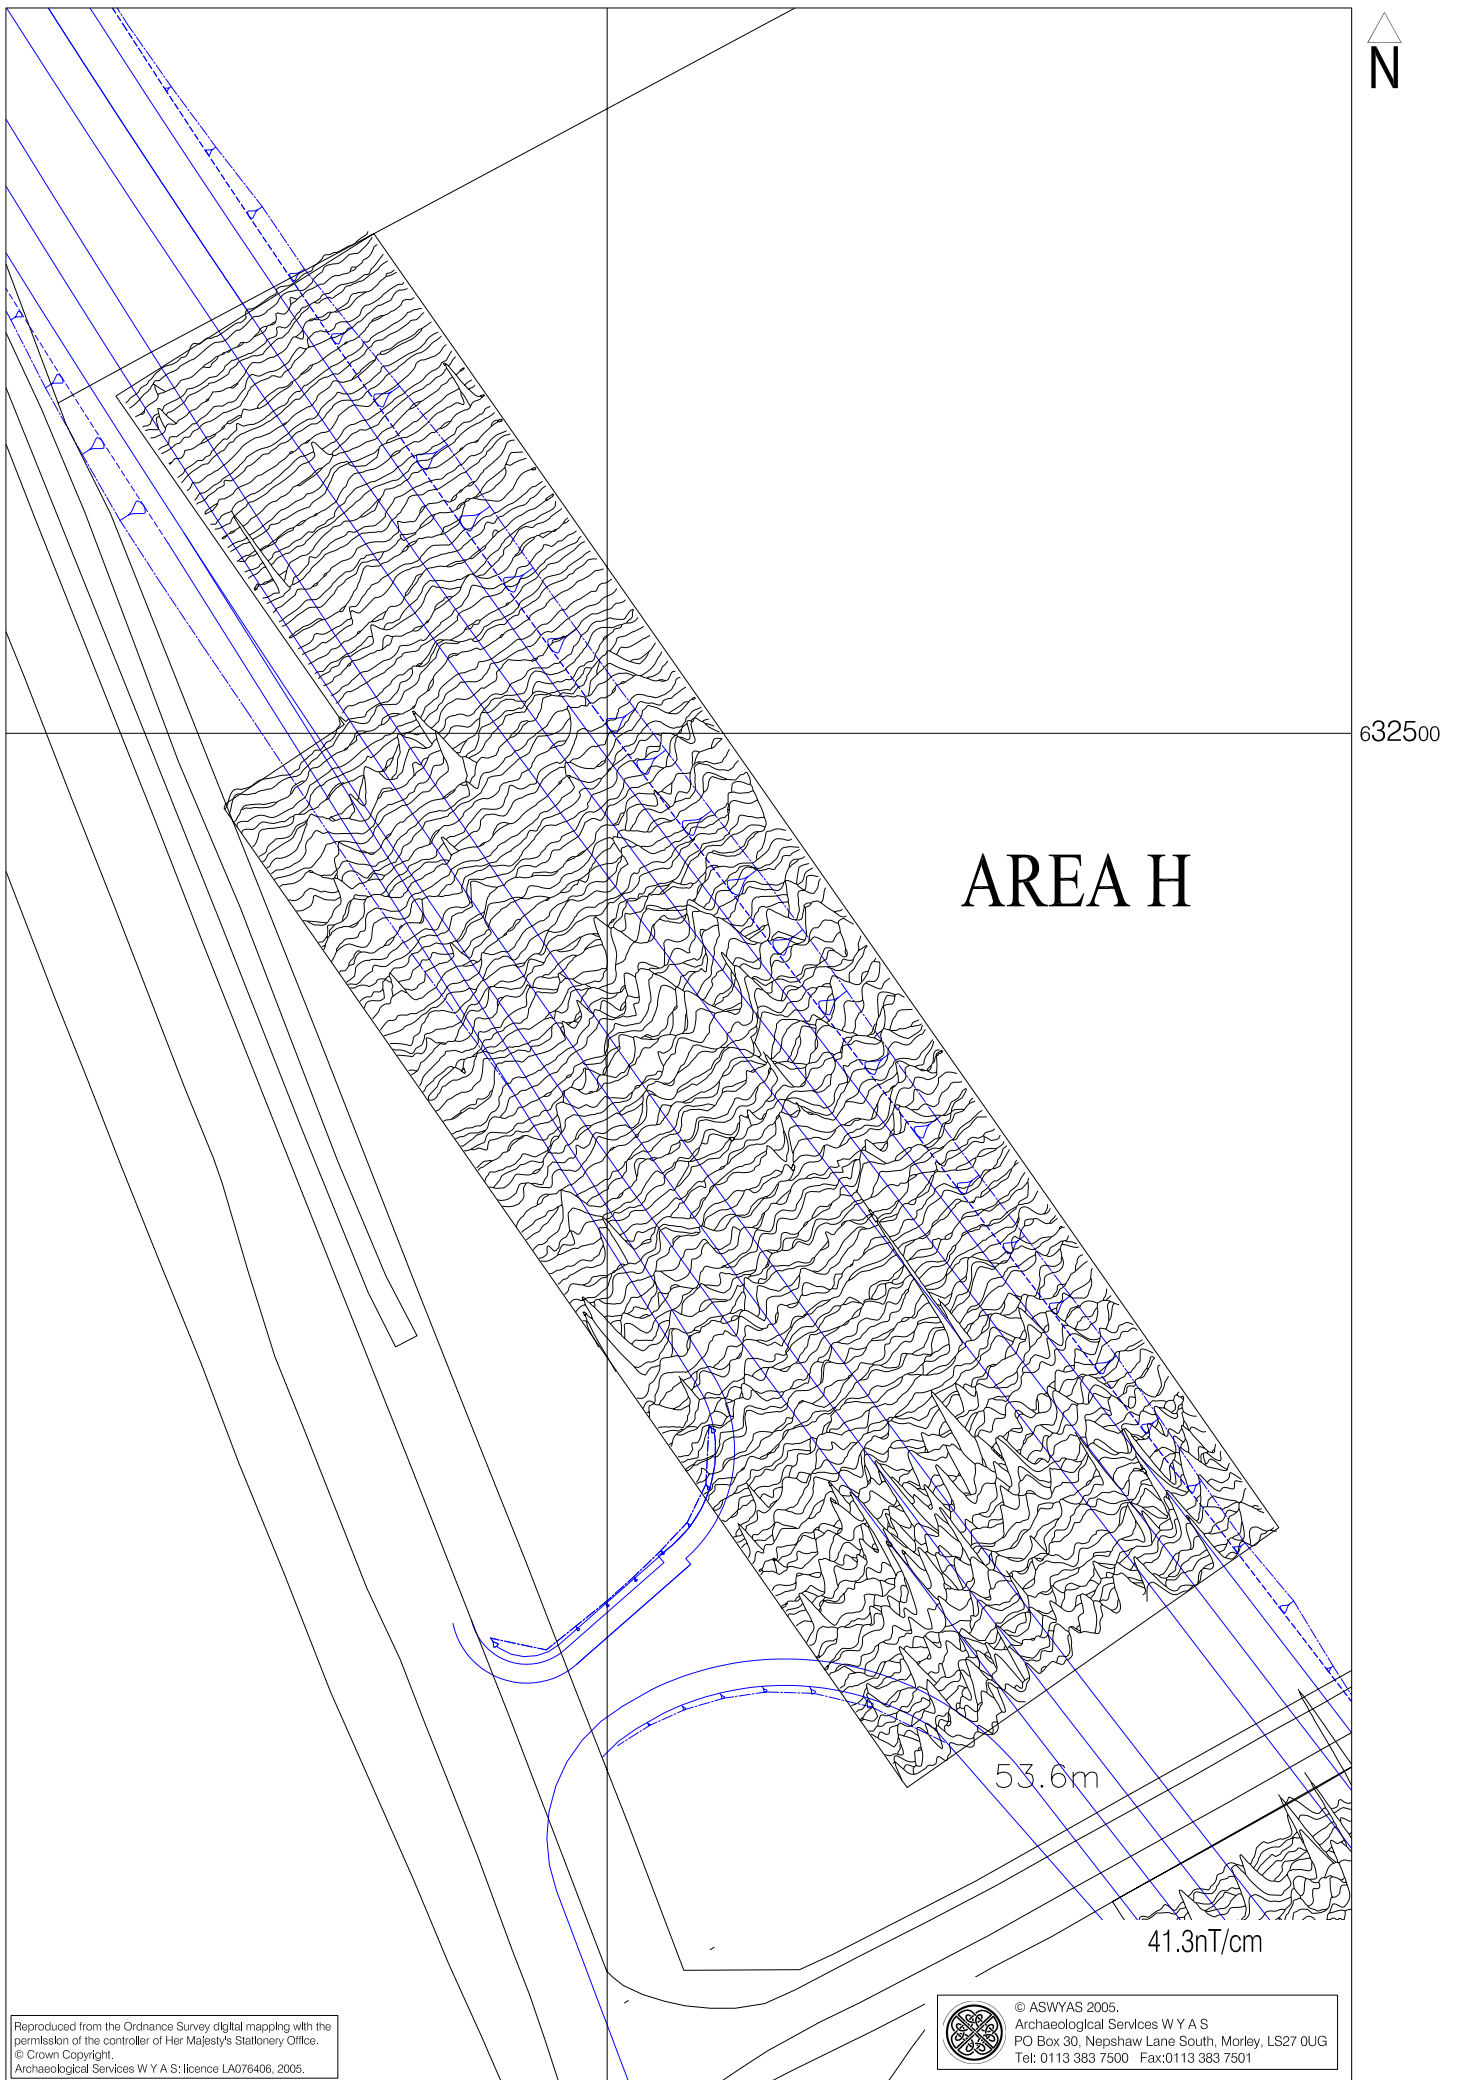 N
632500
AREA H
53.6m
41.3nT/cm
Reproduced from the Ordnance Survey digital mapping with the
permission of the controller of Her Majesty's Stationery Office.
© Crown Copyright.
Archaeological Services W Y A S: licence LA076406, 2005.
© ASWYAS 2005.
Archaeological Services W Y A S
PO Box 30, Nepshaw Lane South, Morley, LS27 0UG
Tel: 0113 383 7500 Fax:0113 383 7501